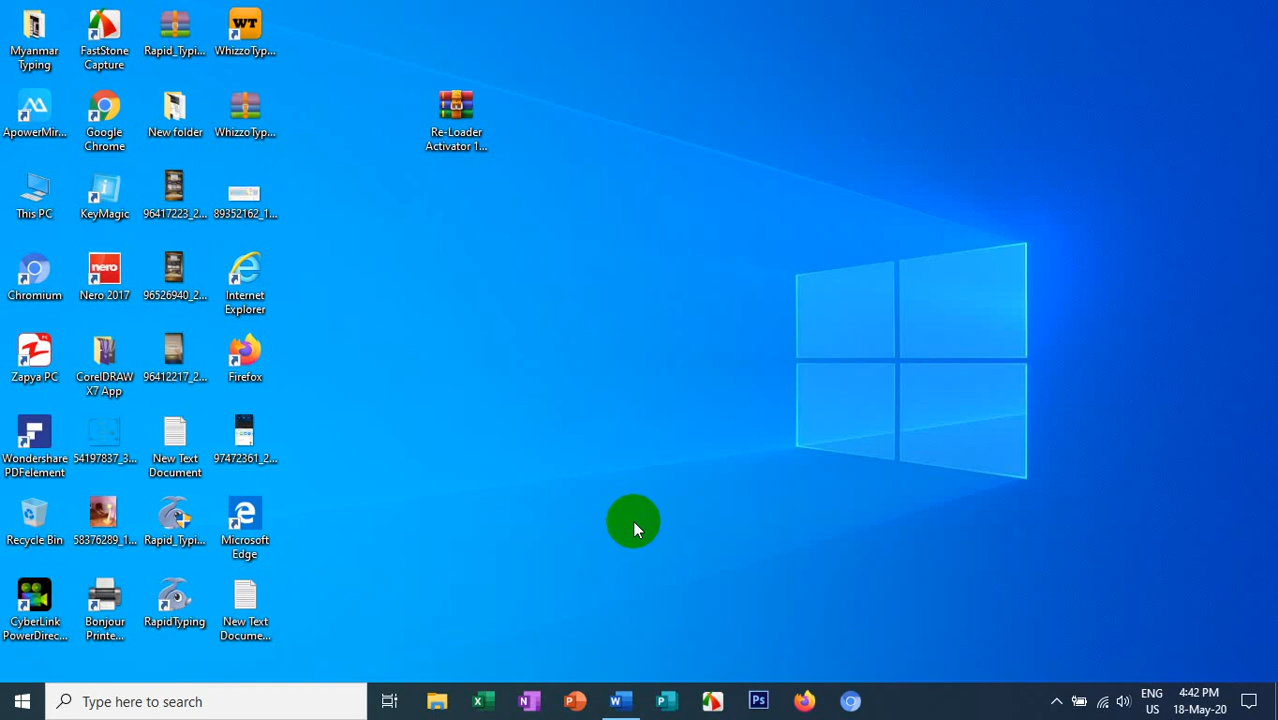 Myanmar
Typing
FastStone
Capture
Rapid_Typi...
WT
WhizzoTyp...
ApowerMir...
Google
Chrome
New folder
WhizzoTyp...
Re-Loader
Activator 1...
This PC
KeyMagic
96417223_2...
89352162_1...
Chromium
nero
Nero 2017
96526940_2...
Internet
Explorer
Zapya PC
CorelDRAW
X7 App
96412217_2...
Firefox
Wondershare
PDFelement
54197837_3...
New Text
Document
97472361_2...
Recycle Bin
58376289_1...
Rapid_Typi...
Microsoft
Edge
CyberLink
PowerDirec...
Bonjour
Printe...
RapidTyping
New Text
Docume...
Type here to search
ENG
US
4:42 PM
18-May-20